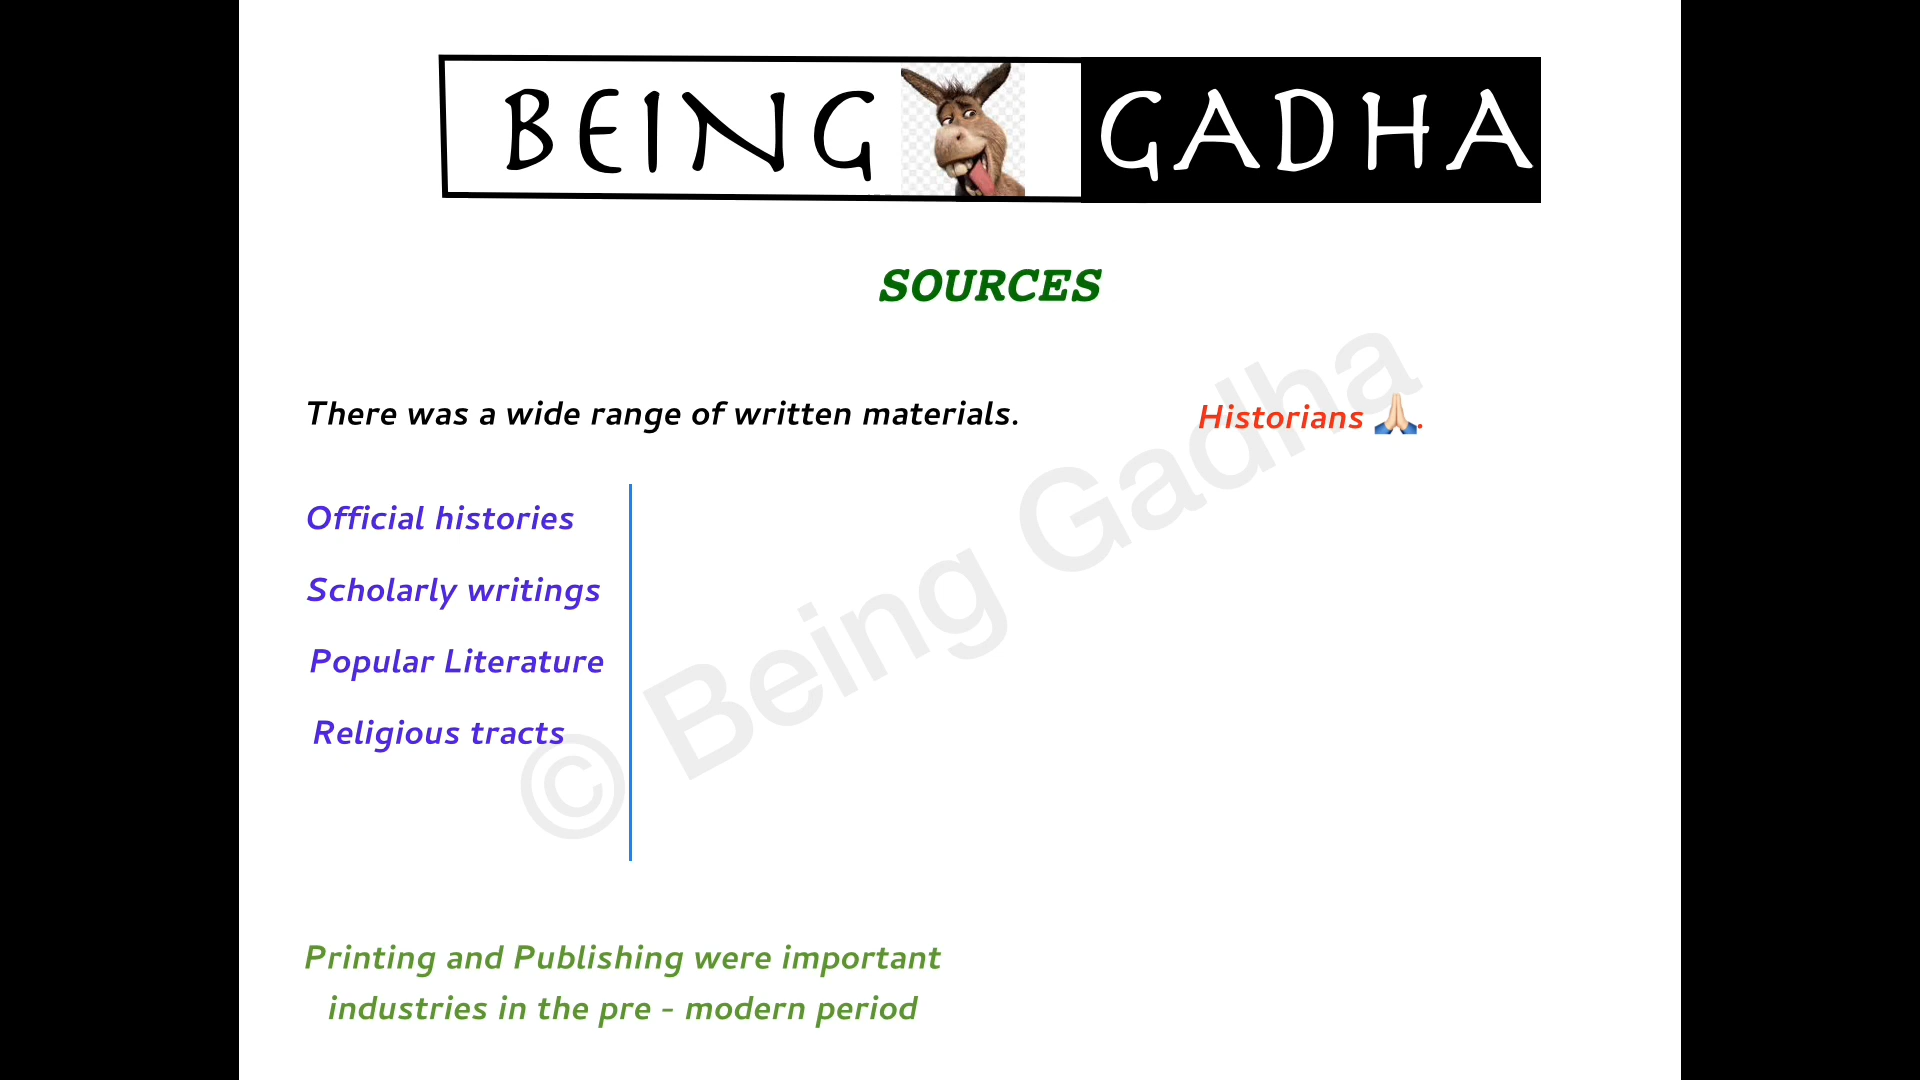 BEING GADHA
SOURCES
There was a wide range of written materials. Historians 🙏🏻.
Official histories
Scholarly writings
Popular Literature
Religious tracts
© Being Gadha
Printing and Publishing were important
industries in the pre - modern period